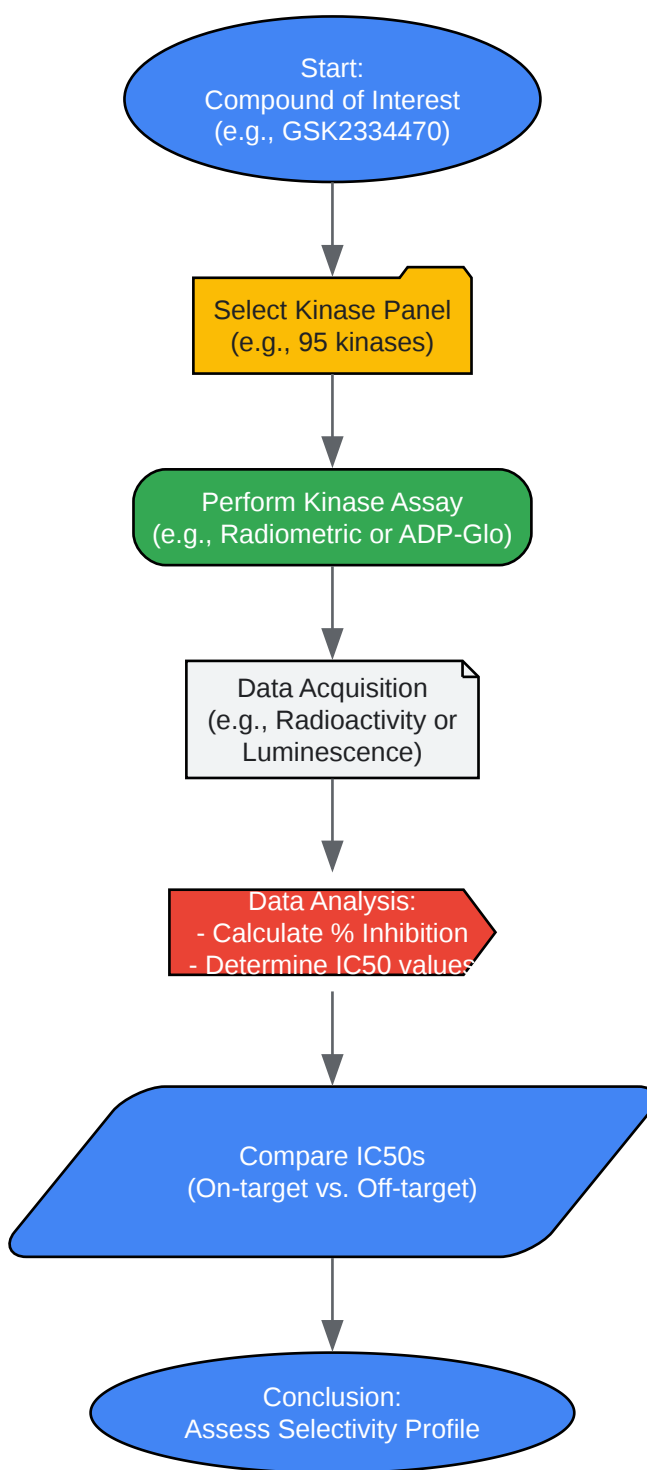 Start:
Compound of Interest
(e.g., GSK2334470)
Select Kinase Panel
(e.g., 95 kinases)
Perform Kinase Assay
(e.g., Radiometric or ADP-Glo)
Data Acquisition
(e.g., Radioactivity or
Luminescence)
Data Analysis:
- Calculate % Inhibition
- Determine IC50 values
Compare IC50s
(On-target vs. Off-target)
Conclusion:
Assess Selectivity Profile